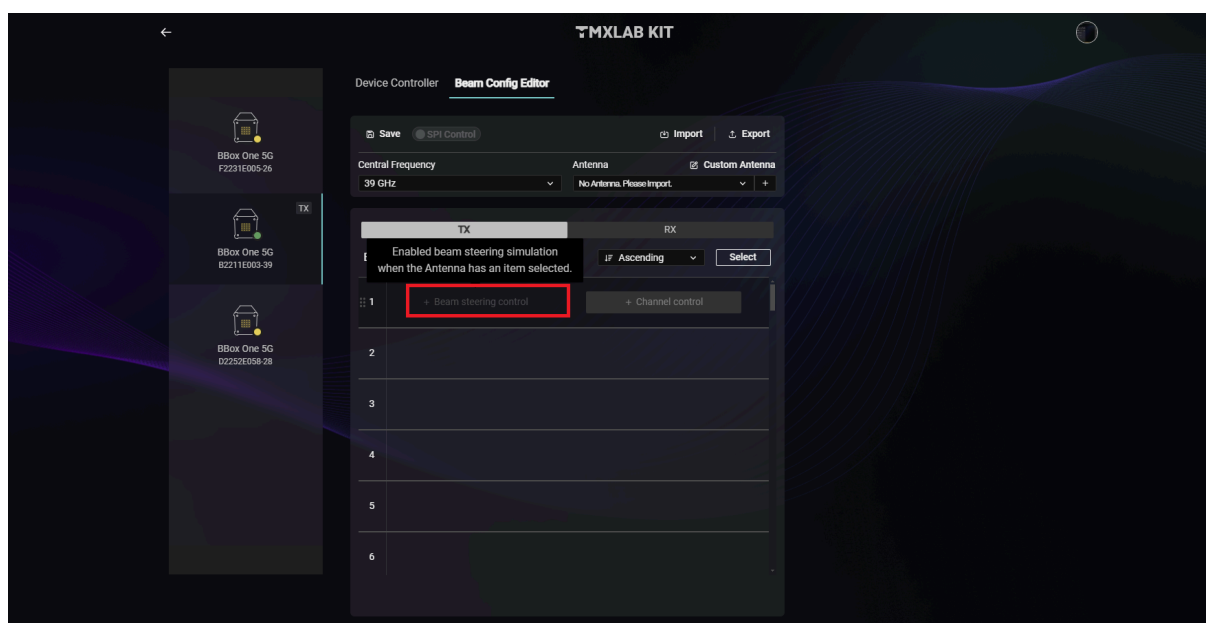 TMXLAB KIT
Device Controller
Beam Config Editor
Save
SPI Control
Import
Export
Central Frequency
Antenna
Custom Antenna
39 GHz
No Antenna. Please Import.
+
BBox One 5G
F2231E005-26
TX
BBox One 5G
B2211E003-39
BBox One 5G
D2252E058-28
TX
RX
Enabled beam steering simulation
when the Antenna has an item selected.
Ascending
Select
1
+ Beam steering control
+ Channel control
2
3
4
5
6